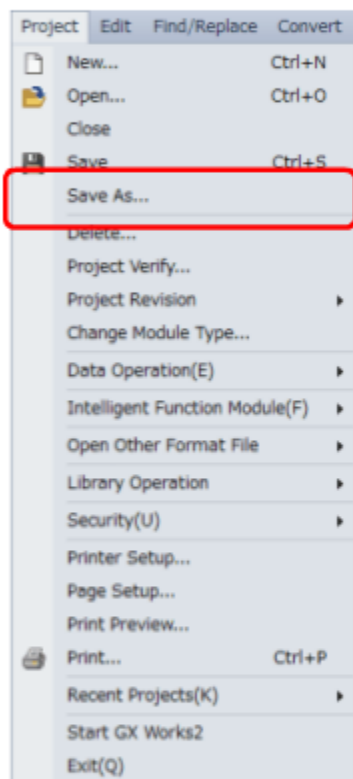 Project Edit Find/Replace Convert
New... Ctrl+N
Open... Ctrl+O
Close
Save Ctrl+S
Save As...
Delete...
Project Verify...
Project Revision
Change Module Type...
Data Operation(E)
Intelligent Function Module(F)
Open Other Format File
Library Operation
Security(U)
Printer Setup...
Page Setup...
Print Preview...
Print... Ctrl+P
Recent Projects(K)
Start GX Works2
Exit(Q)